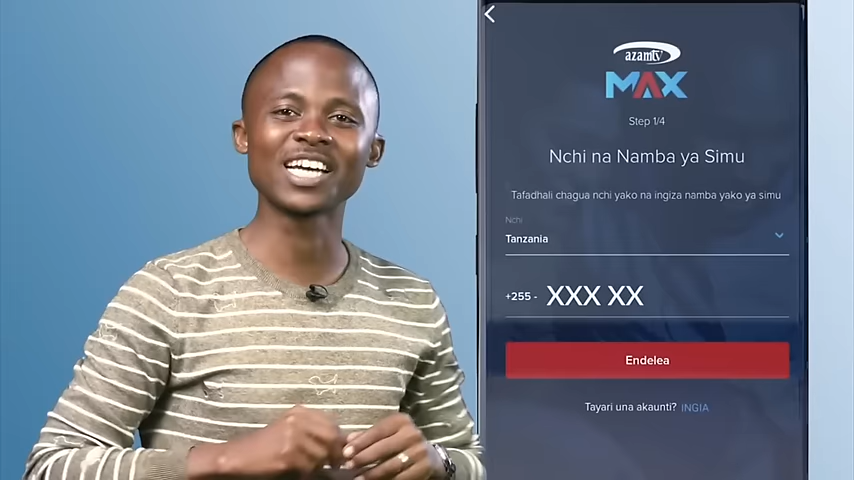 azamtv
MAX
Step 1/4
Nchi na Namba ya Simu
Tafadhali chagua nchi yako na ingiza namba yako ya simu
Nchi
Tanzania
+255 - XXX XX
Endelea
Tayari una akaunti? INGIA